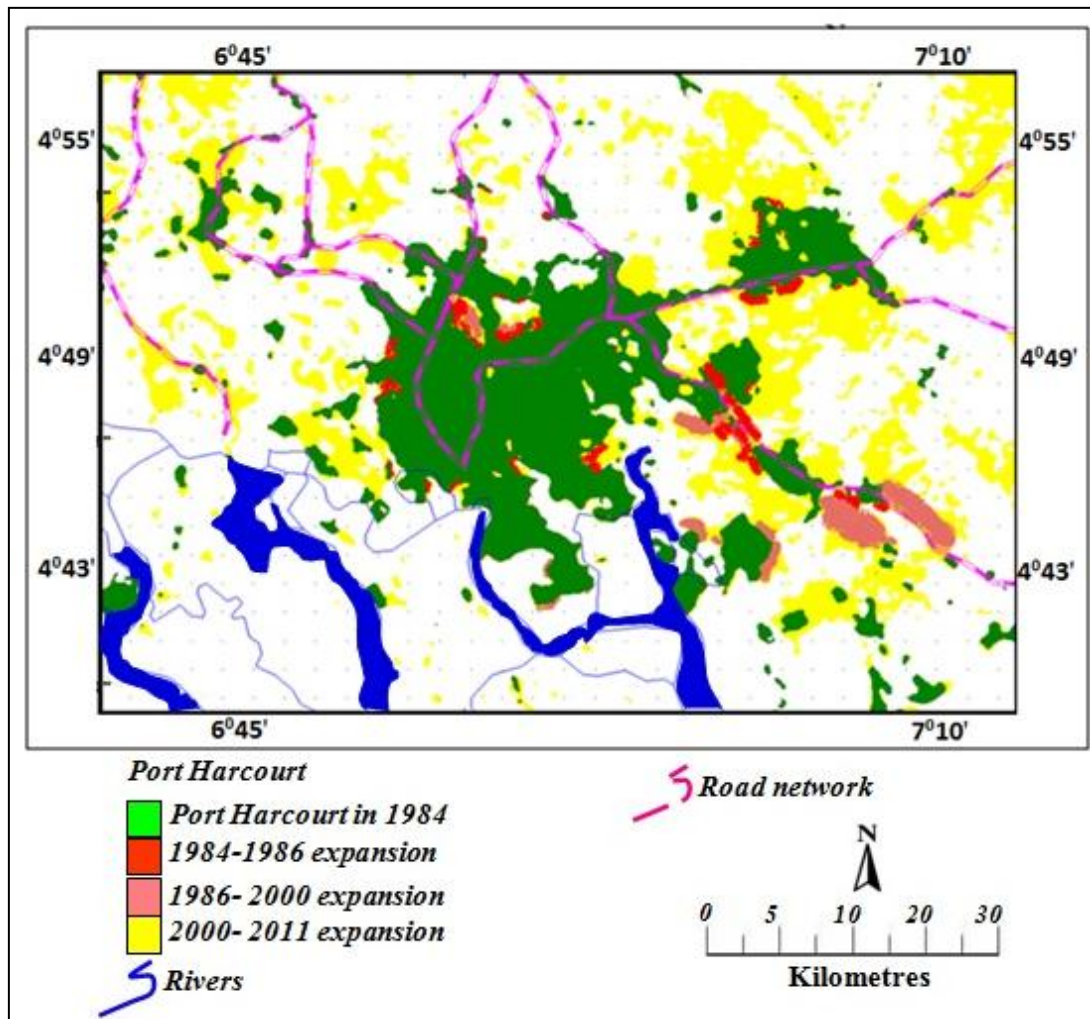 6⁰45' 7⁰10'
4⁰55' 4⁰55'
4⁰49' 4⁰49'
4⁰43' 4⁰43'
6⁰45' 7⁰10'
Port Harcourt
Port Harcourt in 1984
1984-1986 expansion
1986- 2000 expansion
2000- 2011 expansion
Rivers
Road network
N
0 5 10 20 30
Kilometres